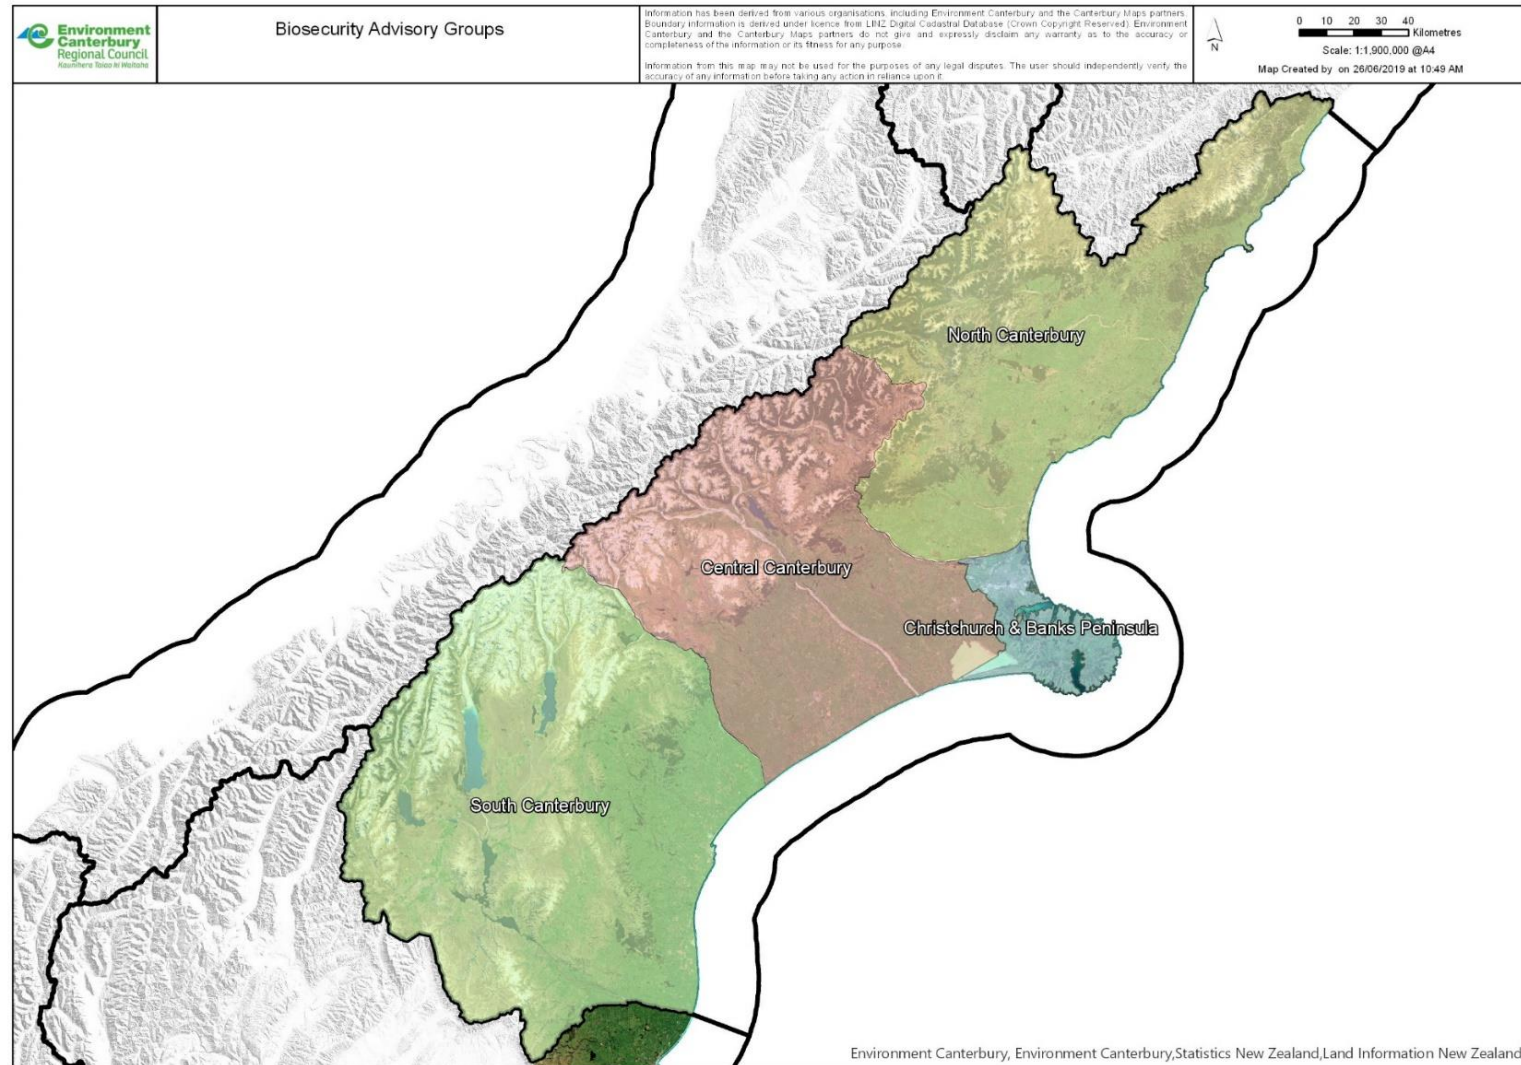 Environment
Canterbury
Regional Council
Kaunihera Taiao ki Waitaha
Biosecurity Advisory Groups
Information has been derived from various organisations, including Environment Canterbury and the Canterbury Maps partners.
Boundary information is derived under licence from LINZ Digital Cadastral Database (Crown Copyright Reserved). Environment
Canterbury and the Canterbury Maps partners do not give and expressly disclaim any warranty as to the accuracy or
completeness of the information or its fitness for any purpose.
Information from this map may not be used for the purposes of any legal disputes. The user should independently verify the
accuracy of any information before taking any action in reliance upon it.
N
0 10 20 30 40
Kilometres
Scale: 1:1,900,000 @A4
Map Created by on 26/06/2019 at 10:49 AM
North Canterbury
Central Canterbury
Christchurch & Banks Peninsula
South Canterbury
Environment Canterbury, Environment Canterbury,Statistics New Zealand,Land Information New Zealand